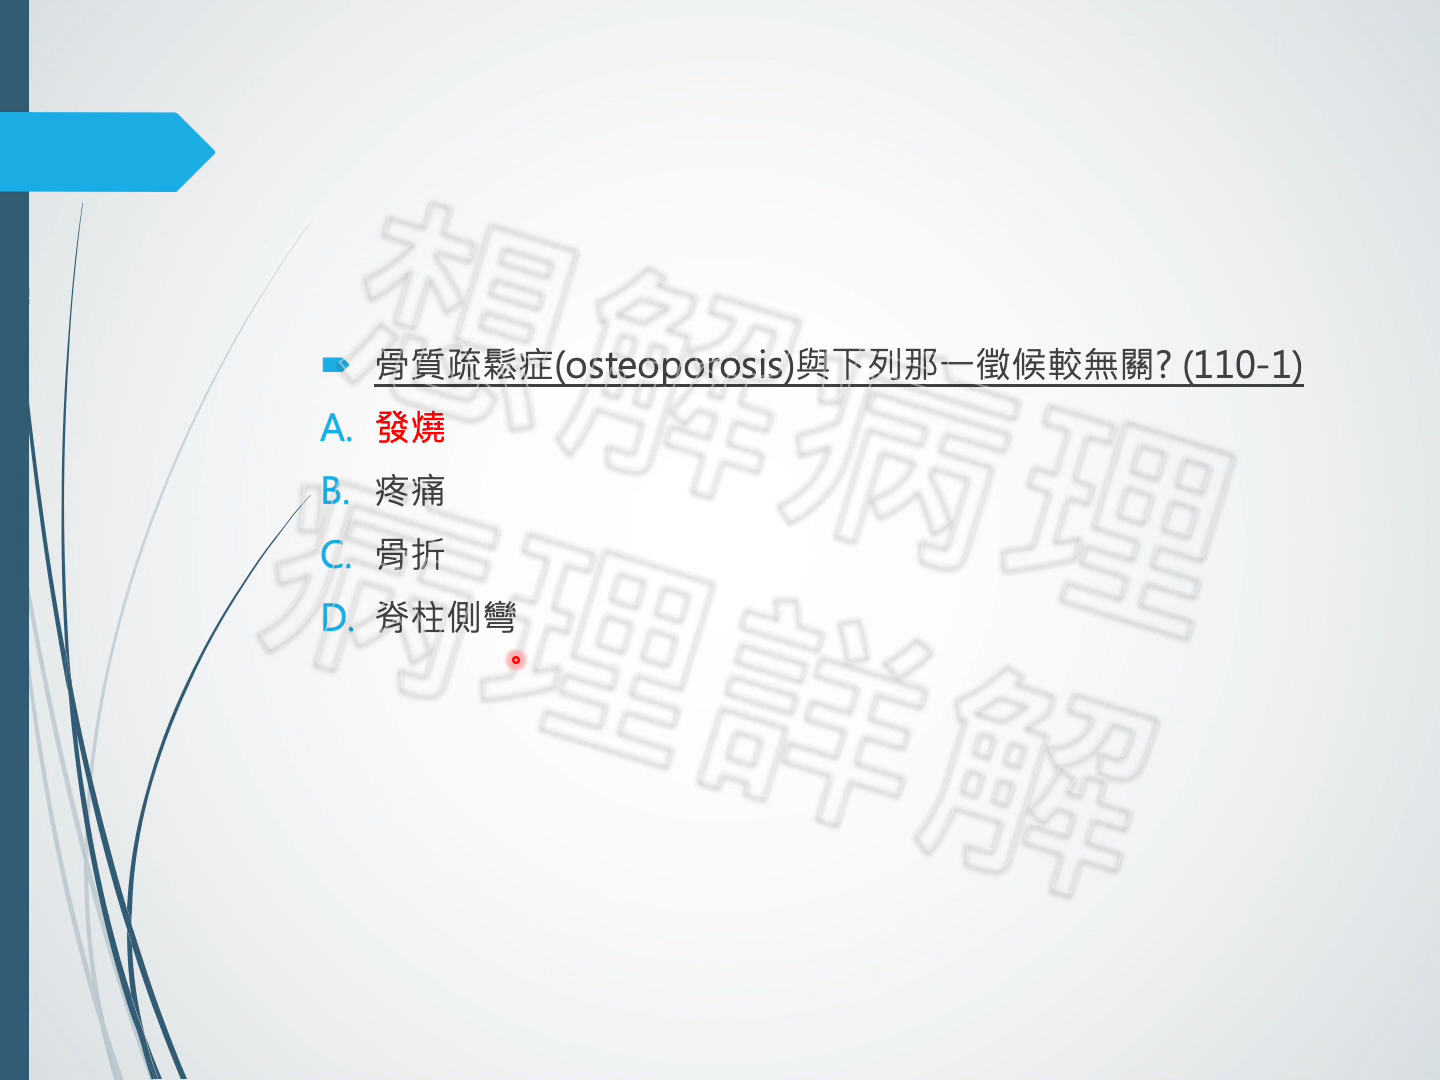 骨質疏鬆症(osteoporosis)與下列那一徵候較無關? (110-1)
A. 發燒
B. 疼痛
C. 骨折
D. 脊柱側彎
想解病理
病理詳解